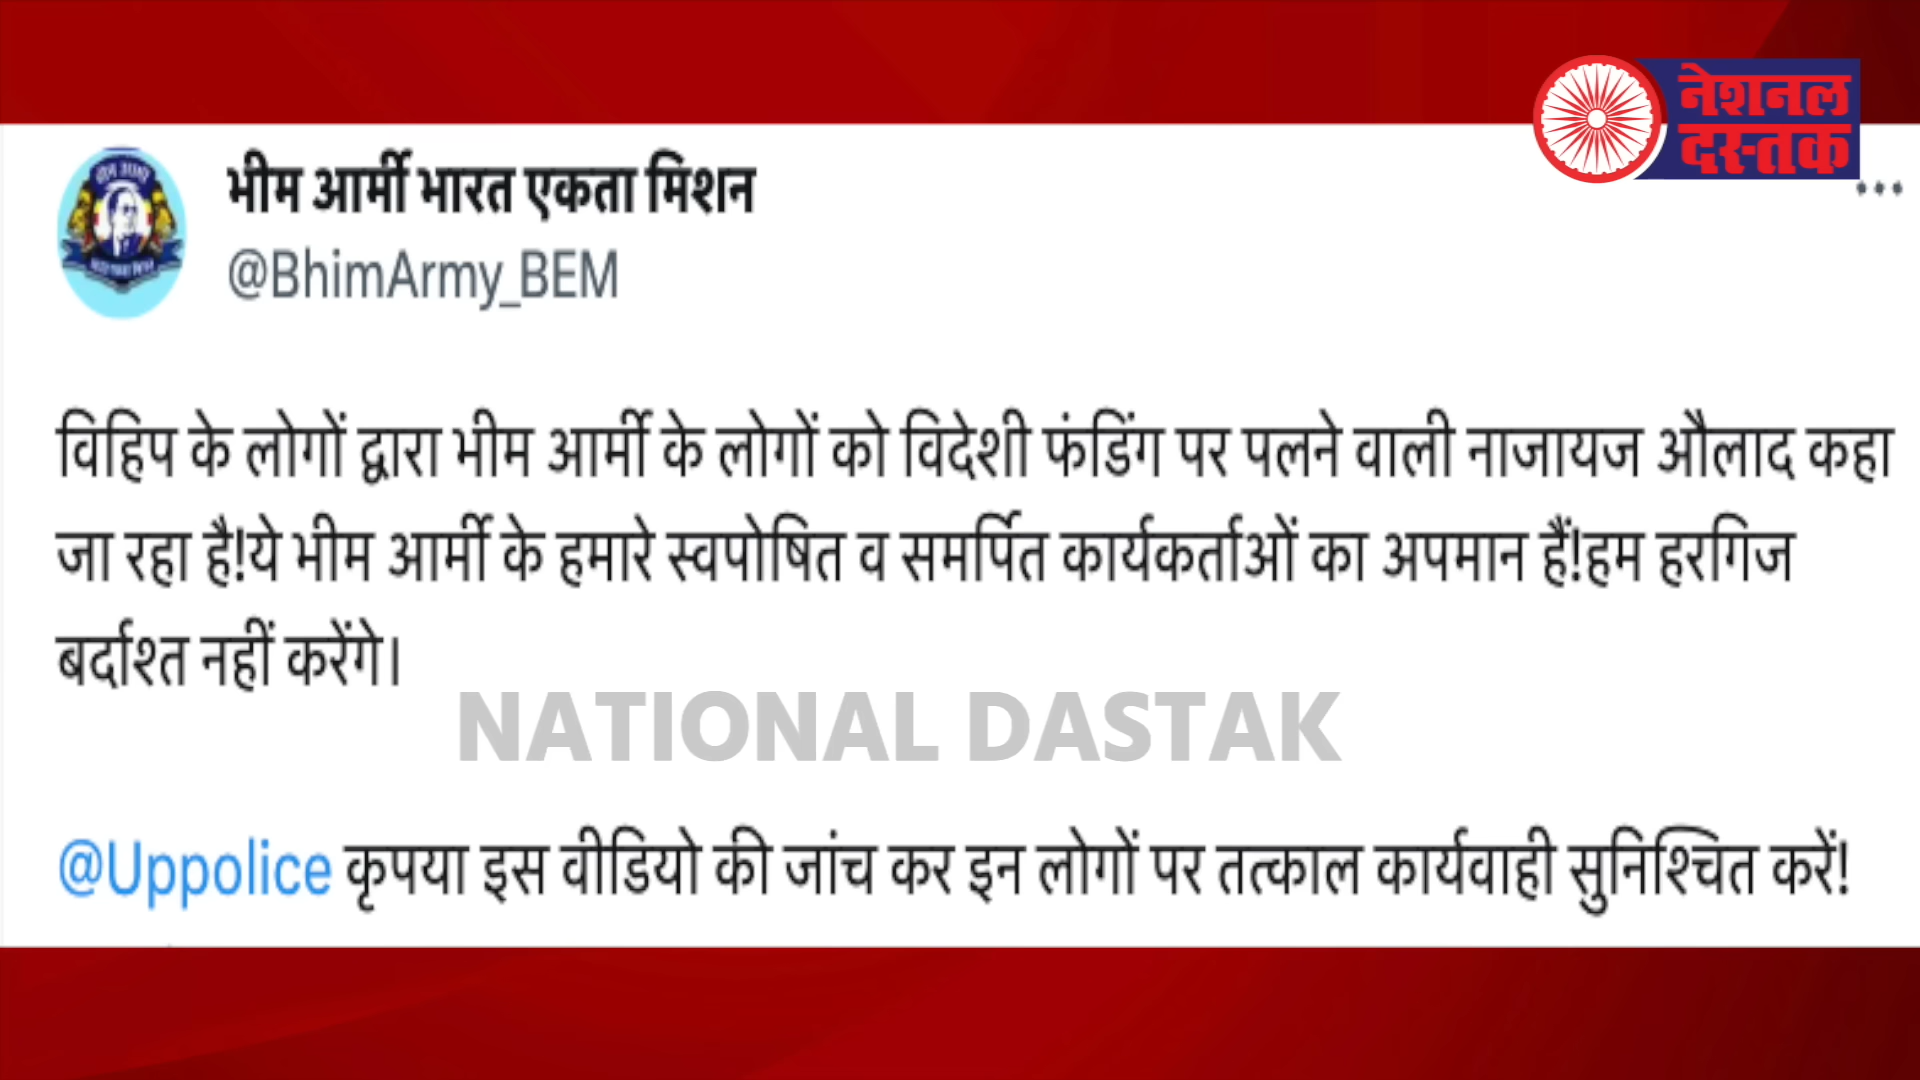 नेशनल
दस्तक
भीम आर्मी भारत एकता मिशन
@BhimArmy_BEM
विहिप के लोगों द्वारा भीम आर्मी के लोगों को विदेशी फंडिंग पर पलने वाली नाजायज औलाद कहा
जा रहा है!ये भीम आर्मी के हमारे स्वपोषित व समर्पित कार्यकर्ताओं का अपमान हैं!हम हरगिज
बर्दाश्त नहीं करेंगे।
NATIONAL DASTAK
@Uppolice कृपया इस वीडियो की जांच कर इन लोगों पर तत्काल कार्यवाही सुनिश्चित करें!